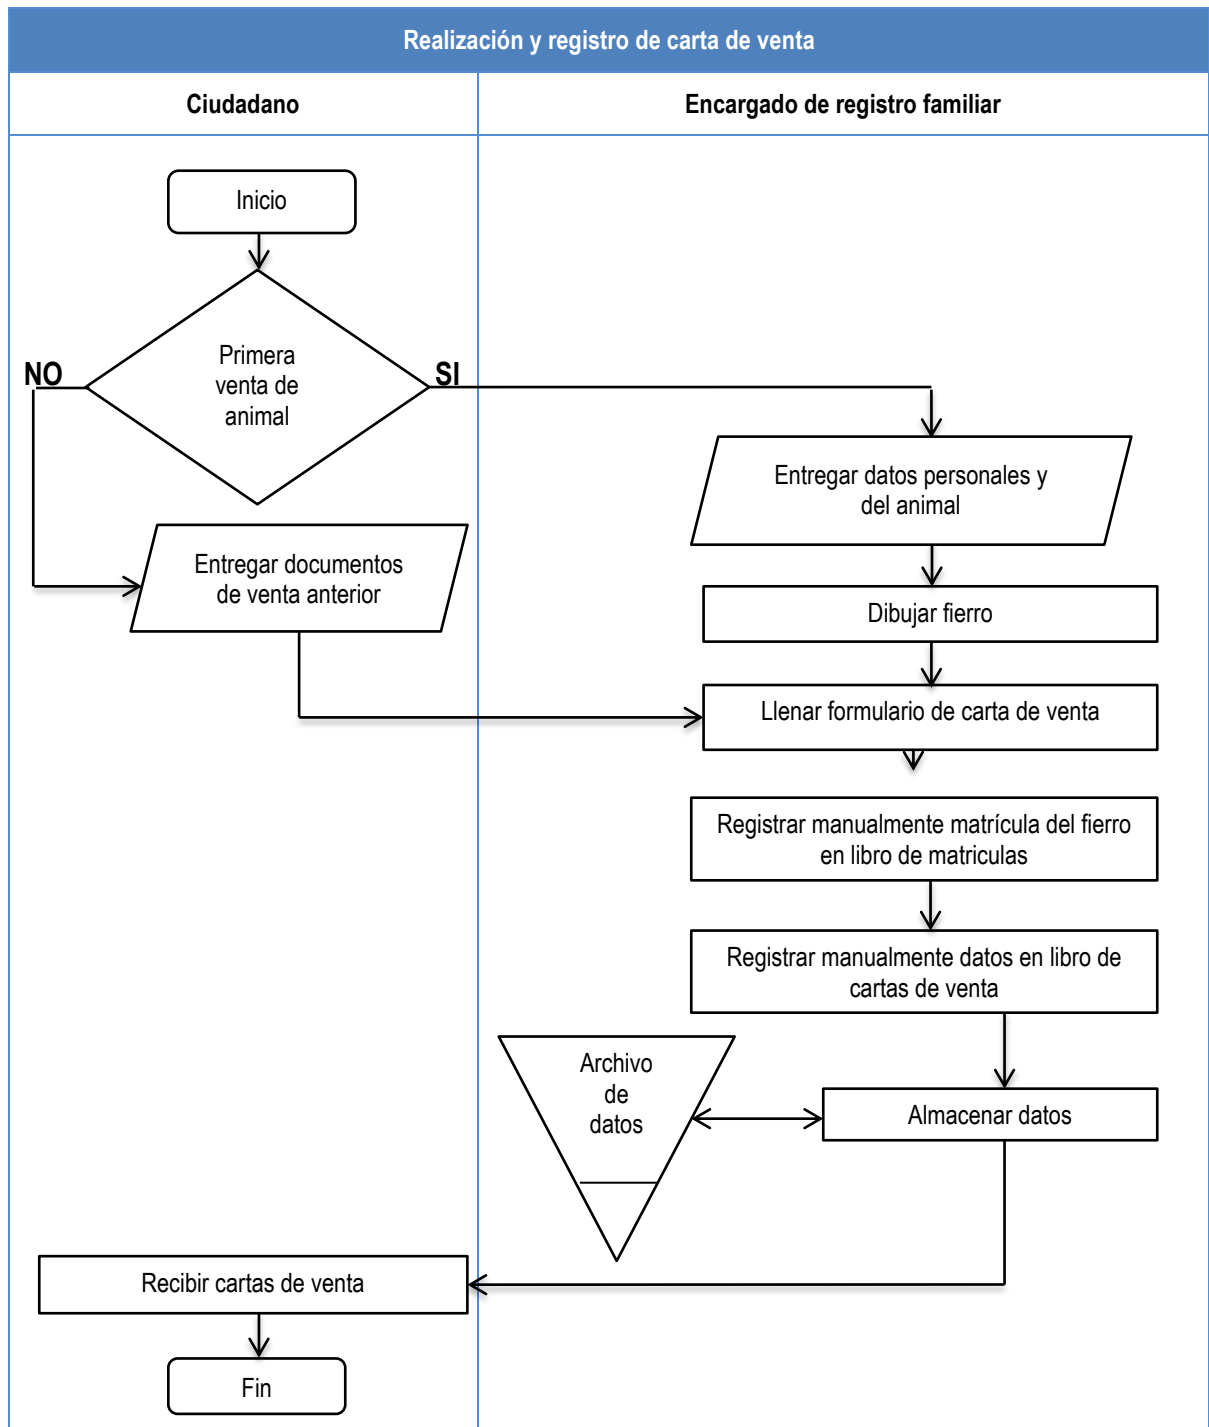 Realización y registro de carta de venta
Ciudadano
Encargado de registro familiar
Inicio
Primera
venta de
animal
NO
SI
Entregar datos personales y
del animal
Entregar documentos
de venta anterior
Dibujar fierro
Llenar formulario de carta de venta
Registrar manualmente matrícula del fierro
en libro de matriculas
Registrar manualmente datos en libro de
cartas de venta
Archivo
de
datos
Almacenar datos
Recibir cartas de venta
Fin